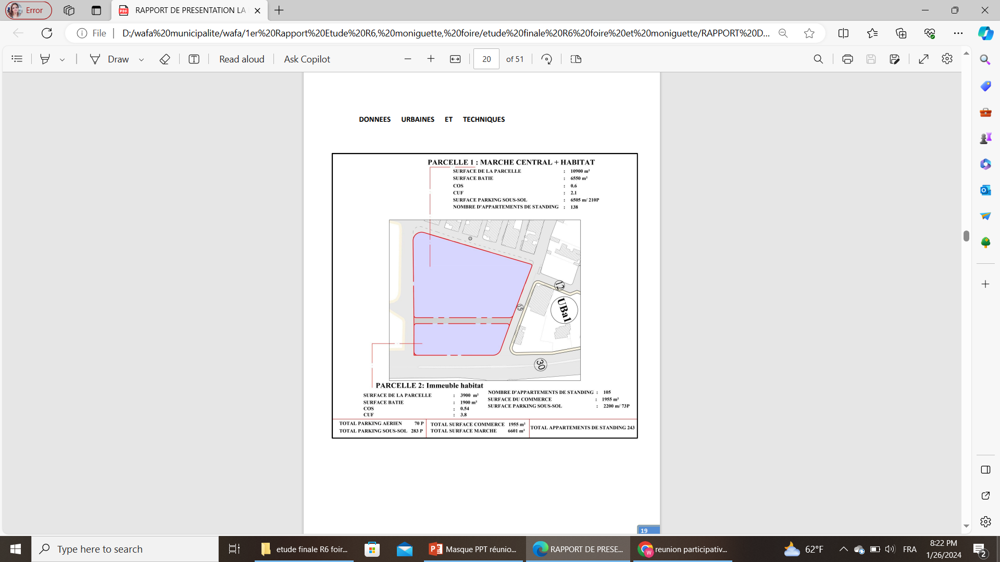 Error
RAPPORT DE PRESENTATION LA
File
D:/wafa%20municipalite/wafa/1er%20Rapport%20Etude%20R6,%20moniguette,%20foire/etude%20finale%20R6%20foire%20et%20moniguette/RAPPORT%20D...
Draw
Read aloud
Ask Copilot
20
of 51
DONNEES URBAINES ET TECHNIQUES
PARCELLE 1 : MARCHE CENTRAL + HABITAT
SURFACE DE LA PARCELLE : 10900 m²
SURFACE BATIE : 6550 m²
COS : 0.6
CUF : 2.1
SURFACE PARKING SOUS-SOL : 6505 m/ 210P
NOMBRE D'APPARTEMENTS DE STANDING : 138
12
UBa1
15
30
PARCELLE 2: Immeuble habitat
SURFACE DE LA PARCELLE : 3900 m²
SURFACE BATIE : 1900 m²
COS : 0.54
CUF : 3.8
NOMBRE D'APPARTEMENTS DE STANDING : 105
SURFACE DU COMMERCE : 1955 m²
SURFACE PARKING SOUS-SOL : 2200 m/ 73P
TOTAL PARKING AERIEN 70 P
TOTAL PARKING SOUS-SOL 283 P
TOTAL SURFACE COMMERCE 1955 m²
TOTAL SURFACE MARCHE 6601 m²
TOTAL APPARTEMENTS DE STANDING 243
19
Type here to search
etude finale R6 foir...
Masque PPT réunio...
RAPPORT DE PRESE...
reunion participativ...
62°F
FRA
8:22 PM
1/26/2024
2